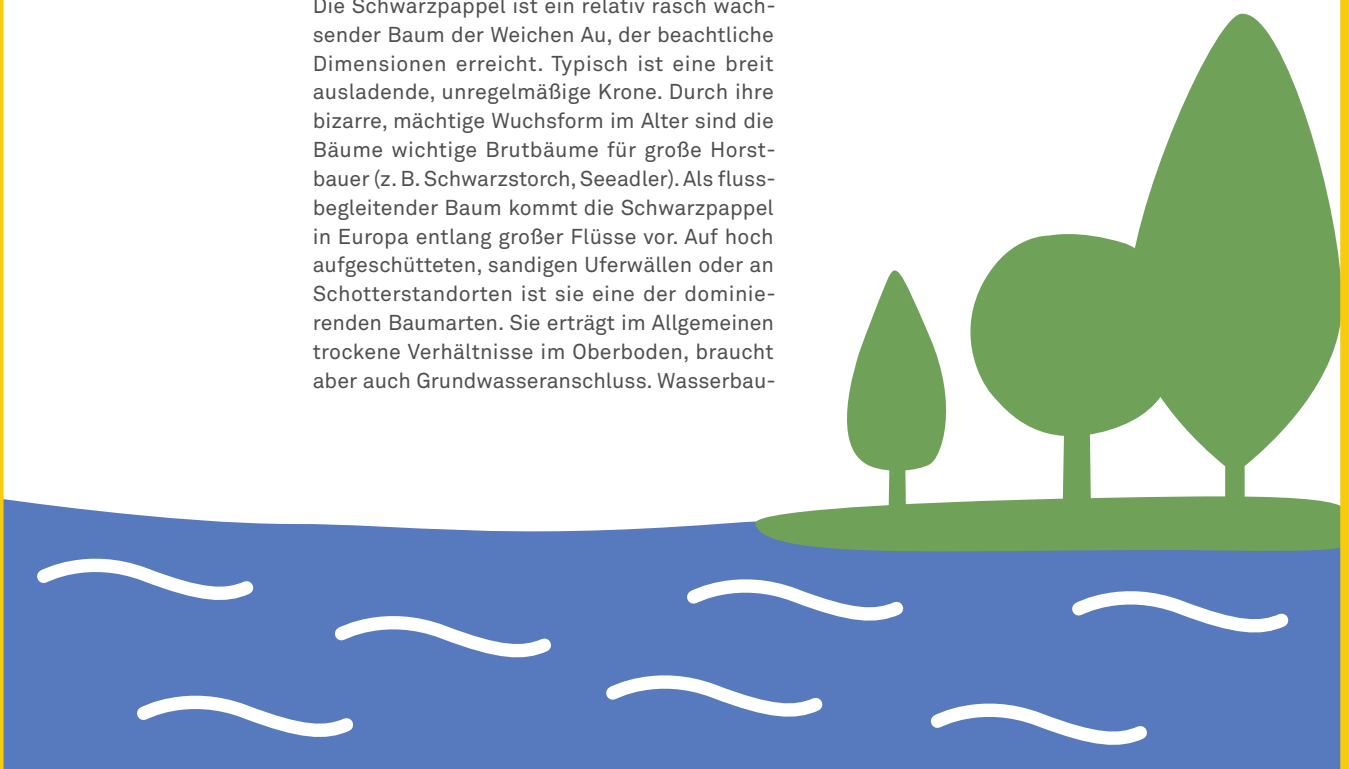 Die Schwarzpappel ist ein relativ rasch wach-
sender Baum der Weichen Au, der beachtliche
Dimensionen erreicht. Typisch ist eine breit
ausladende, unregelmäßige Krone. Durch ihre
bizarre, mächtige Wuchsform im Alter sind die
Bäume wichtige Brutbäume für große Horst-
bauer (z. B. Schwarzstorch, Seeadler). Als fluss-
begleitender Baum kommt die Schwarzpappel
in Europa entlang großer Flüsse vor. Auf hoch
aufgeschütteten, sandigen Uferwällen oder an
Schotterstandorten ist sie eine der dominie-
renden Baumarten. Sie erträgt im Allgemeinen
trockene Verhältnisse im Oberboden, braucht
aber auch Grundwasseranschluss. Wasserbau-